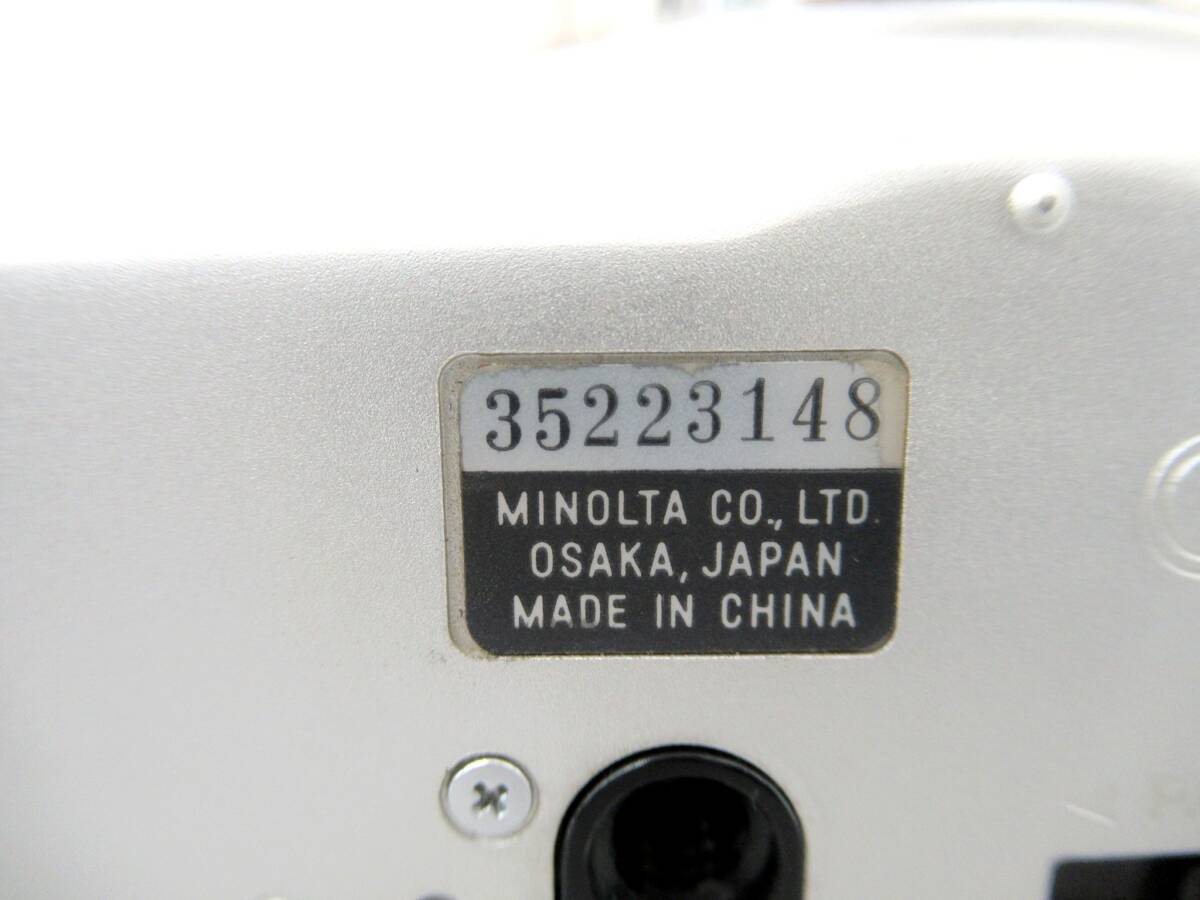 35223148
MINOLTA CO., LTD.
OSAKA, JAPAN
MADE IN CHINA